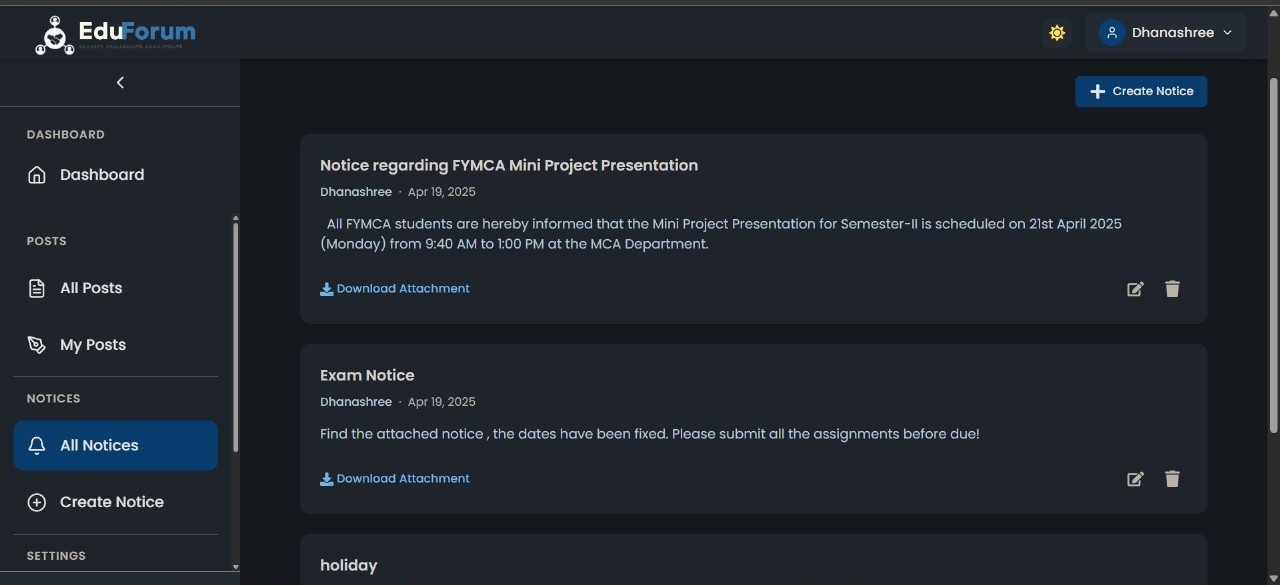 EduForum
CONNECT COLLABORATE COMMUNICATE
Dhanashree
Create Notice
DASHBOARD
Dashboard
POSTS
All Posts
My Posts
NOTICES
All Notices
Create Notice
SETTINGS
Notice regarding FYMCA Mini Project Presentation
Dhanashree · Apr 19, 2025
All FYMCA students are hereby informed that the Mini Project Presentation for Semester-II is scheduled on 21st April 2025
(Monday) from 9:40 AM to 1:00 PM at the MCA Department.
Download Attachment
Exam Notice
Dhanashree · Apr 19, 2025
Find the attached notice , the dates have been fixed. Please submit all the assignments before due!
Download Attachment
holiday